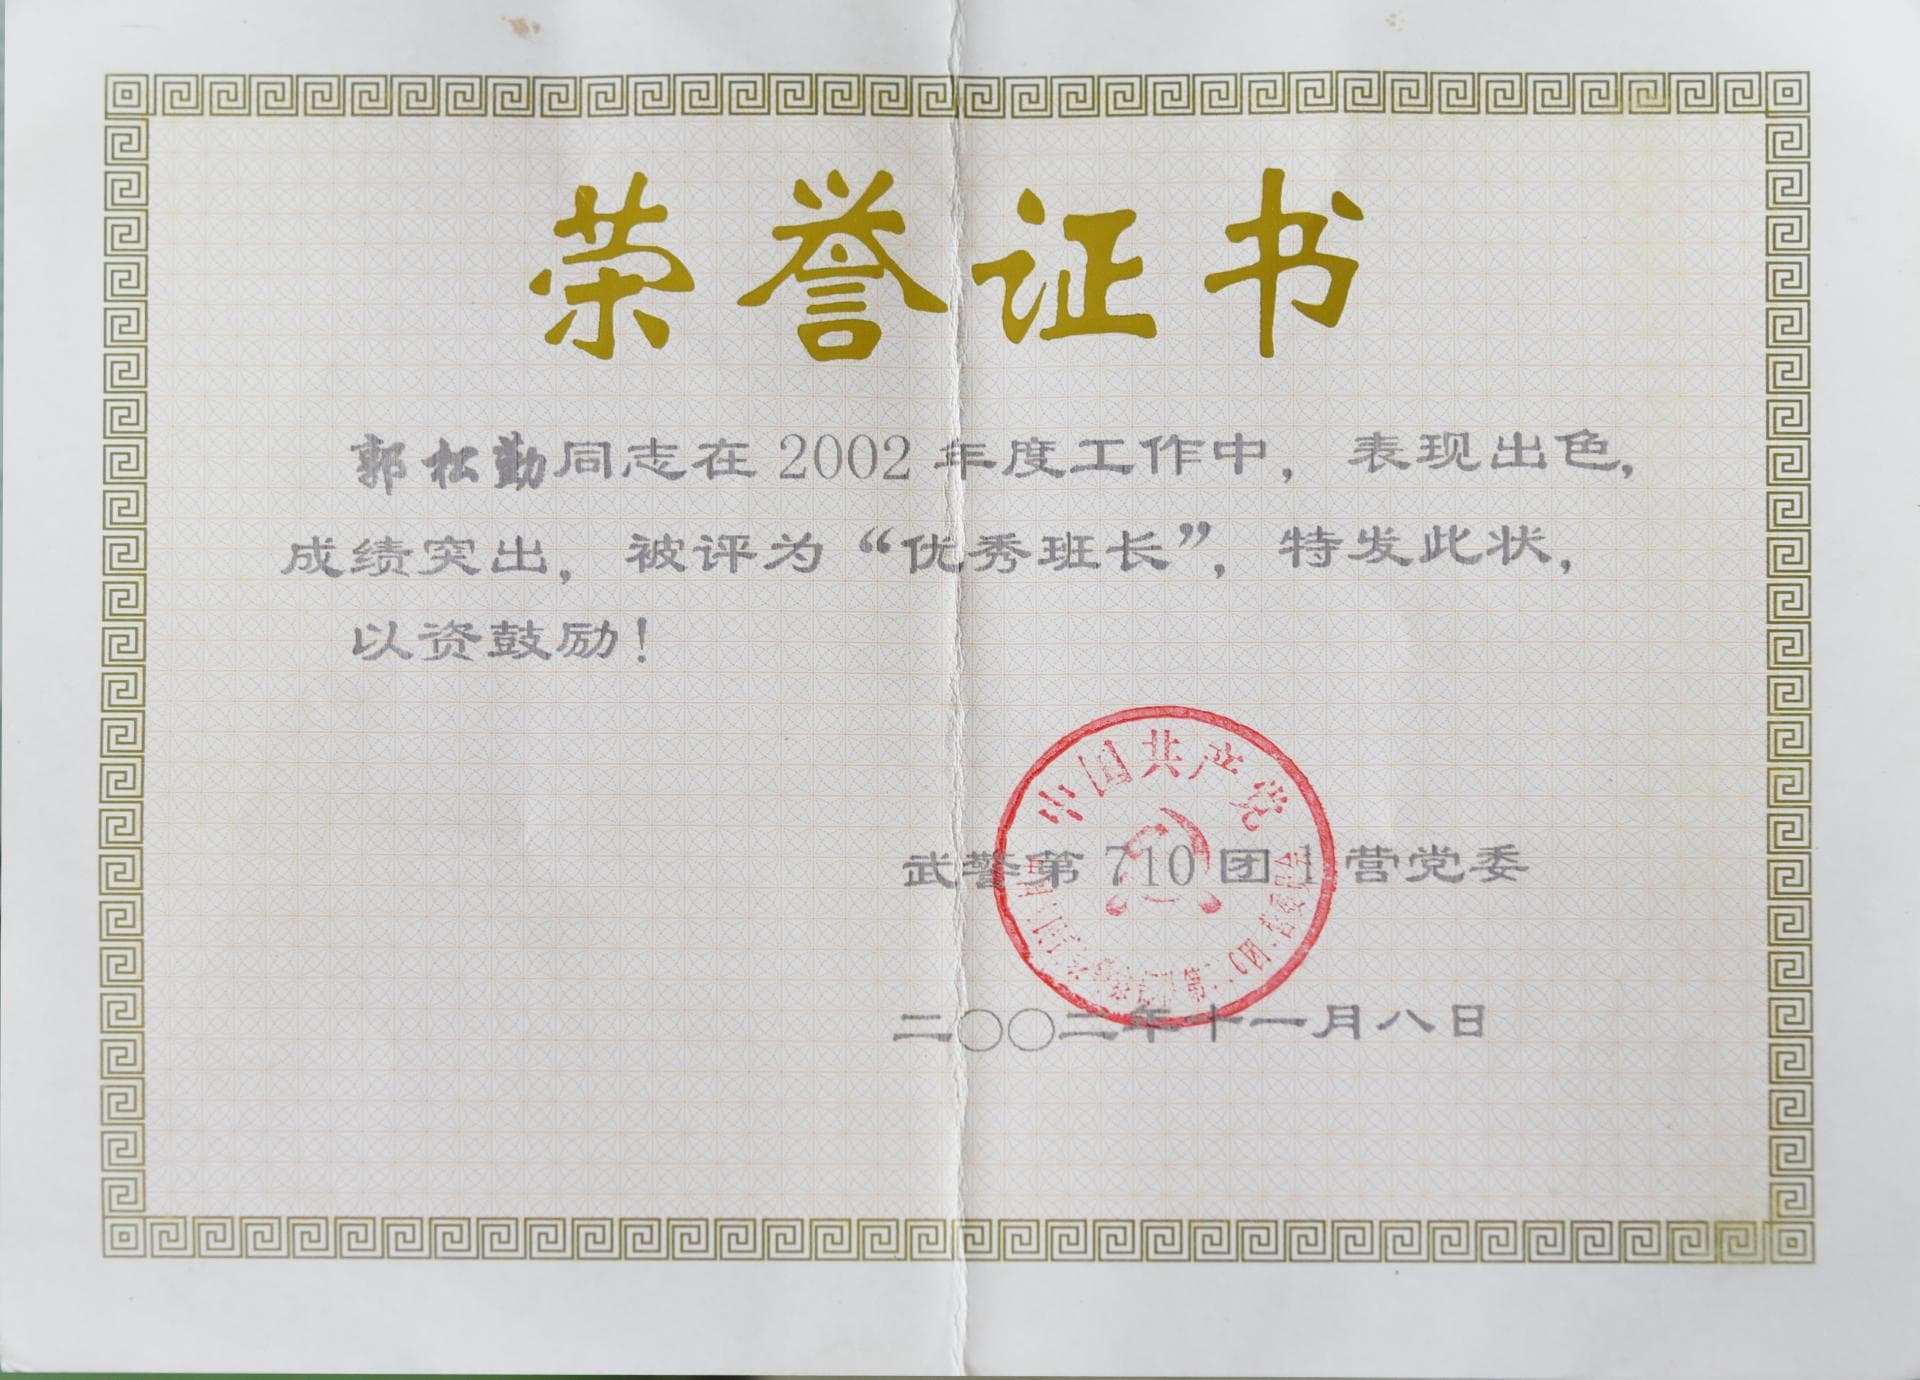 荣誉证书
郭松勤同志在2002年度工作中，表现出色，
成绩突出，被评为“优秀班长”，特发此状，
以资鼓励！
中国共产党
武警第710团1营党委
二〇〇二年十一月八日